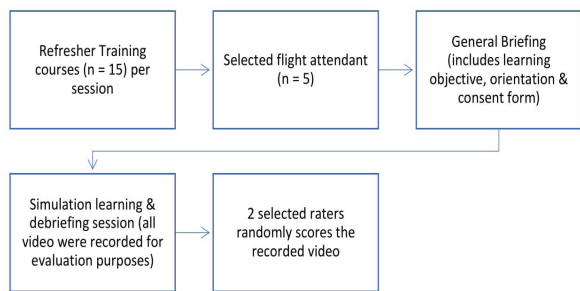 Refresher Training
courses (n = 15) per
session
Selected flight attendant
(n = 5)
General Briefing
(includes learning
objective, orientation &
consent form)
Simulation learning &
debriefing session (all
video were recorded for
evaluation purposes)
2 selected raters
randomly scores the
recorded video